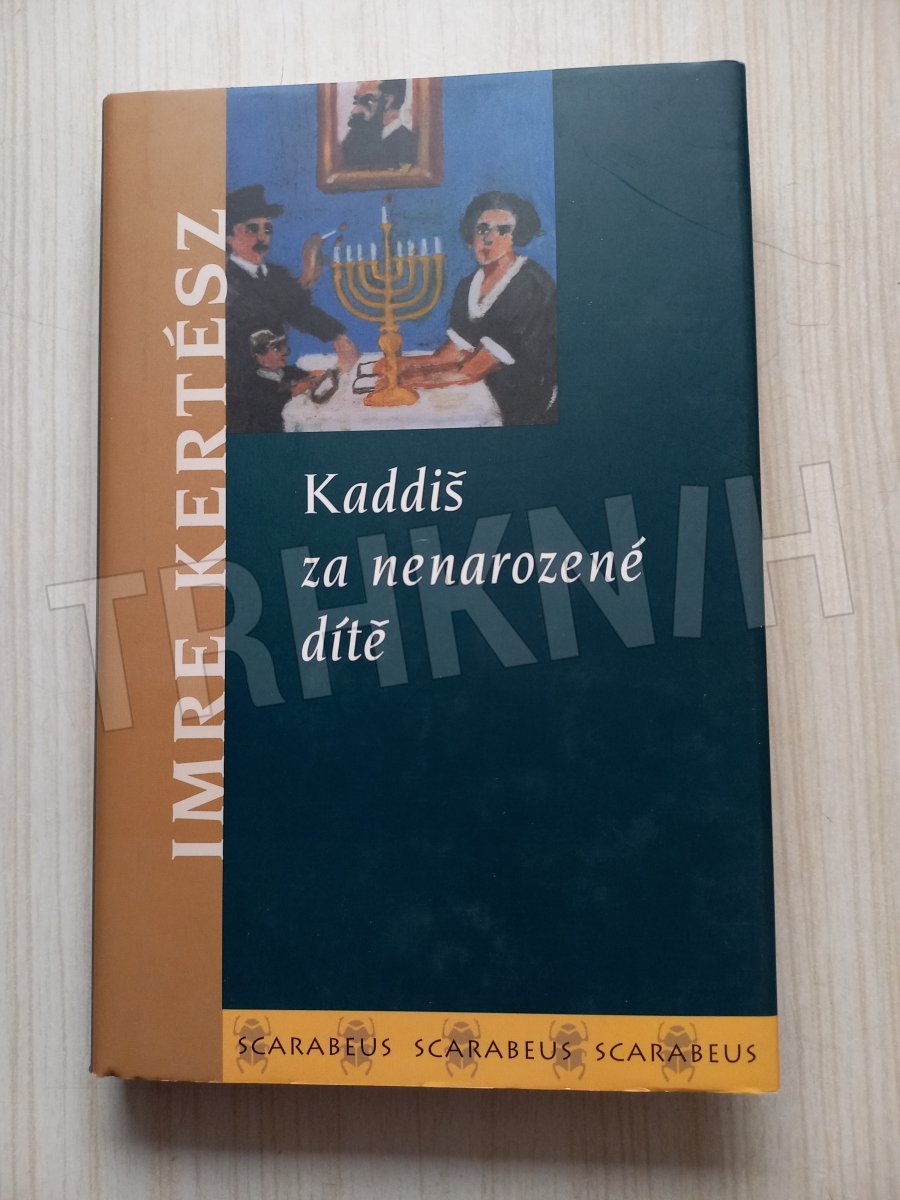 IMRE KERTÉSZ
Kaddiš
za nenarozené
dítě
TRHKNIH
SCARABEUS SCARABEUS SCARABEUS